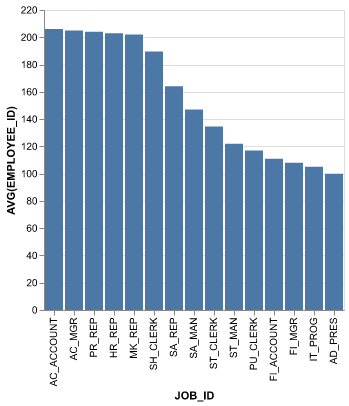 220
200
180
160
140
120
100
80
60
40
20
0
AVG(EMPLOYEE_ID)
AC_ACCOUNT
AC_MGR
PR_REP
HR_REP
MK_REP
SH_CLERK
SA_REP
SA_MAN
ST_CLERK
ST_MAN
PU_CLERK
FI_ACCOUNT
FI_MGR
IT_PROG
AD_PRES
JOB_ID